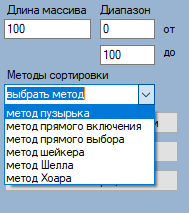 Длина массива Диапазон
100 0 от
100 до
Методы сортировки
выбрать метод
метод пузырька
метод прямого включения
метод прямого выбора
метод шейкера
метод Шелла
метод Хоара